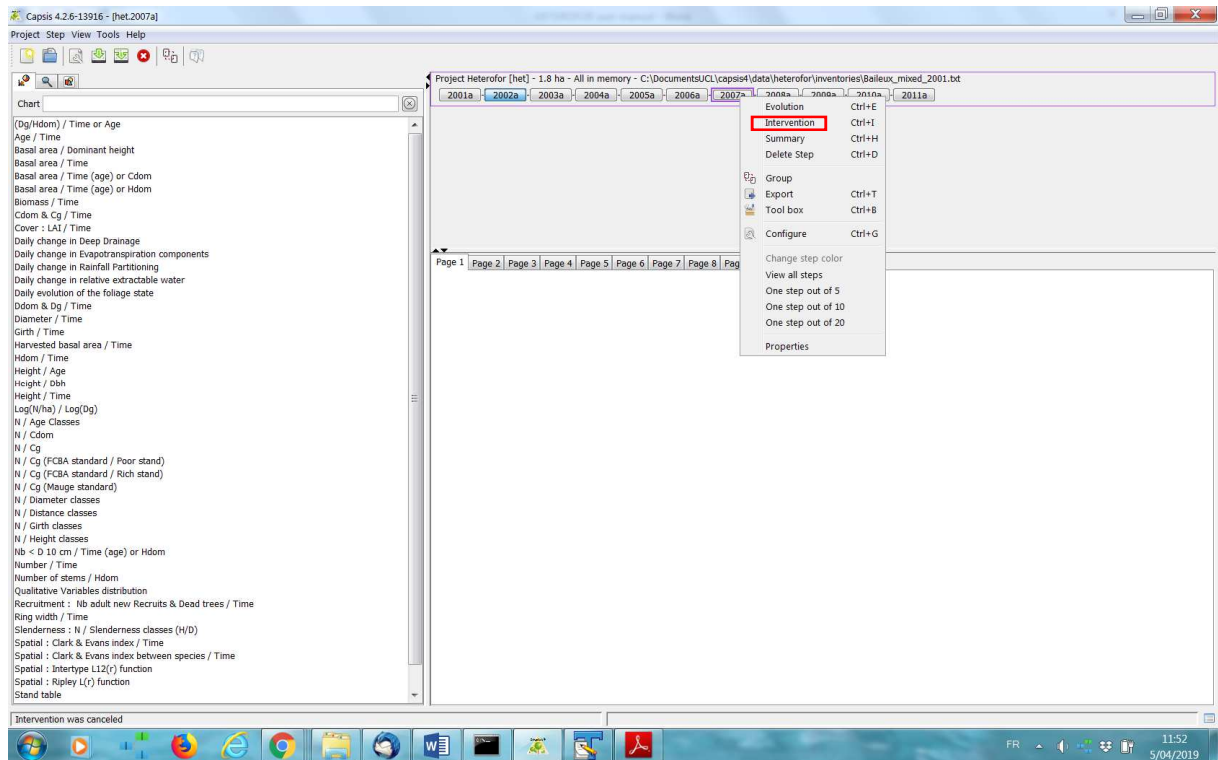 Capsis 4.2.6-13916 - [het.2007a]
Project Step View Tools Help
Project Heterofor [het] - 1.8 ha - All in memory - C:\DocumentsUCL\capsis4\data\heterofor\inventories\Baileux_mixed_2001.txt
2001a 2002a 2003a 2004a 2005a 2006a 2007a 2008a 2009a 2010a 2011a
Chart
(Dg/Hdom) / Time or Age
Age / Time
Basal area / Dominant height
Basal area / Time
Basal area / Time (age) or Cdom
Basal area / Time (age) or Hdom
Biomass / Time
Cdom & Cg / Time
Cover : LAI / Time
Daily change in Deep Drainage
Daily change in Evapotranspiration components
Daily change in Rainfall Partitioning
Daily change in relative extractable water
Daily evolution of the foliage state
Ddom & Dg / Time
Diameter / Time
Girth / Time
Harvested basal area / Time
Hdom / Time
Height / Age
Height / Dbh
Height / Time
Log(N/ha) / Log(Dg)
N / Age Classes
N / Cdom
N / Cg
N / Cg (FCBA standard / Poor stand)
N / Cg (FCBA standard / Rich stand)
N / Cg (Mauge standard)
N / Diameter classes
N / Distance classes
N / Girth classes
N / Height classes
Nb < D 10 cm / Time (age) or Hdom
Number / Time
Number of stems / Hdom
Qualitative Variables distribution
Recruitment : Nb adult new Recruits & Dead trees / Time
Ring width / Time
Slenderness : N / Slenderness classes (H/D)
Spatial : Clark & Evans index / Time
Spatial : Clark & Evans index between species / Time
Spatial : Intertype L12(r) function
Spatial : Ripley L(r) function
Stand table
Evolution Ctrl+E
Intervention Ctrl+I
Summary Ctrl+H
Delete Step Ctrl+D
Group
Export Ctrl+T
Tool box Ctrl+B
Configure Ctrl+G
Change step color
View all steps
One step out of 5
One step out of 10
One step out of 20
Properties
Page 1 Page 2 Page 3 Page 4 Page 5 Page 6 Page 7 Page 8 Pag
Intervention was canceled
FR
11:52
5/04/2019